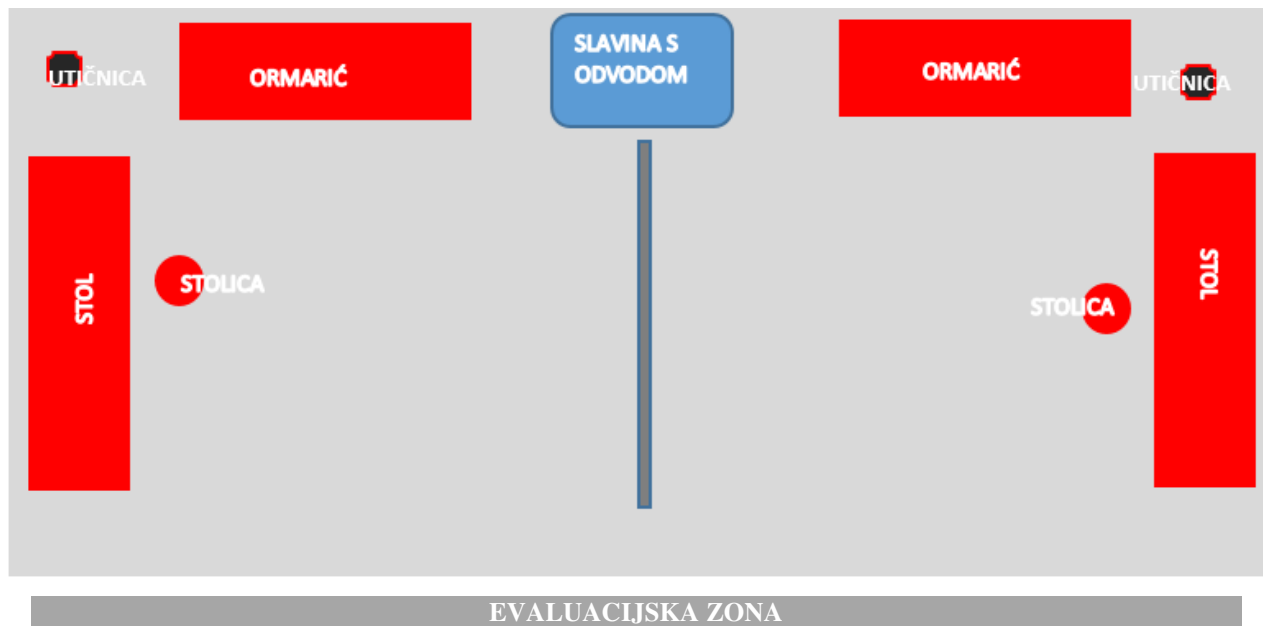 UTIČNICA
ORMARIĆ
SLAVINA S
ODVODOM
ORMARIĆ
UTIČNICA
STOL
STOLICA
STOLICA
STOL
EVALUACIJSKA ZONA